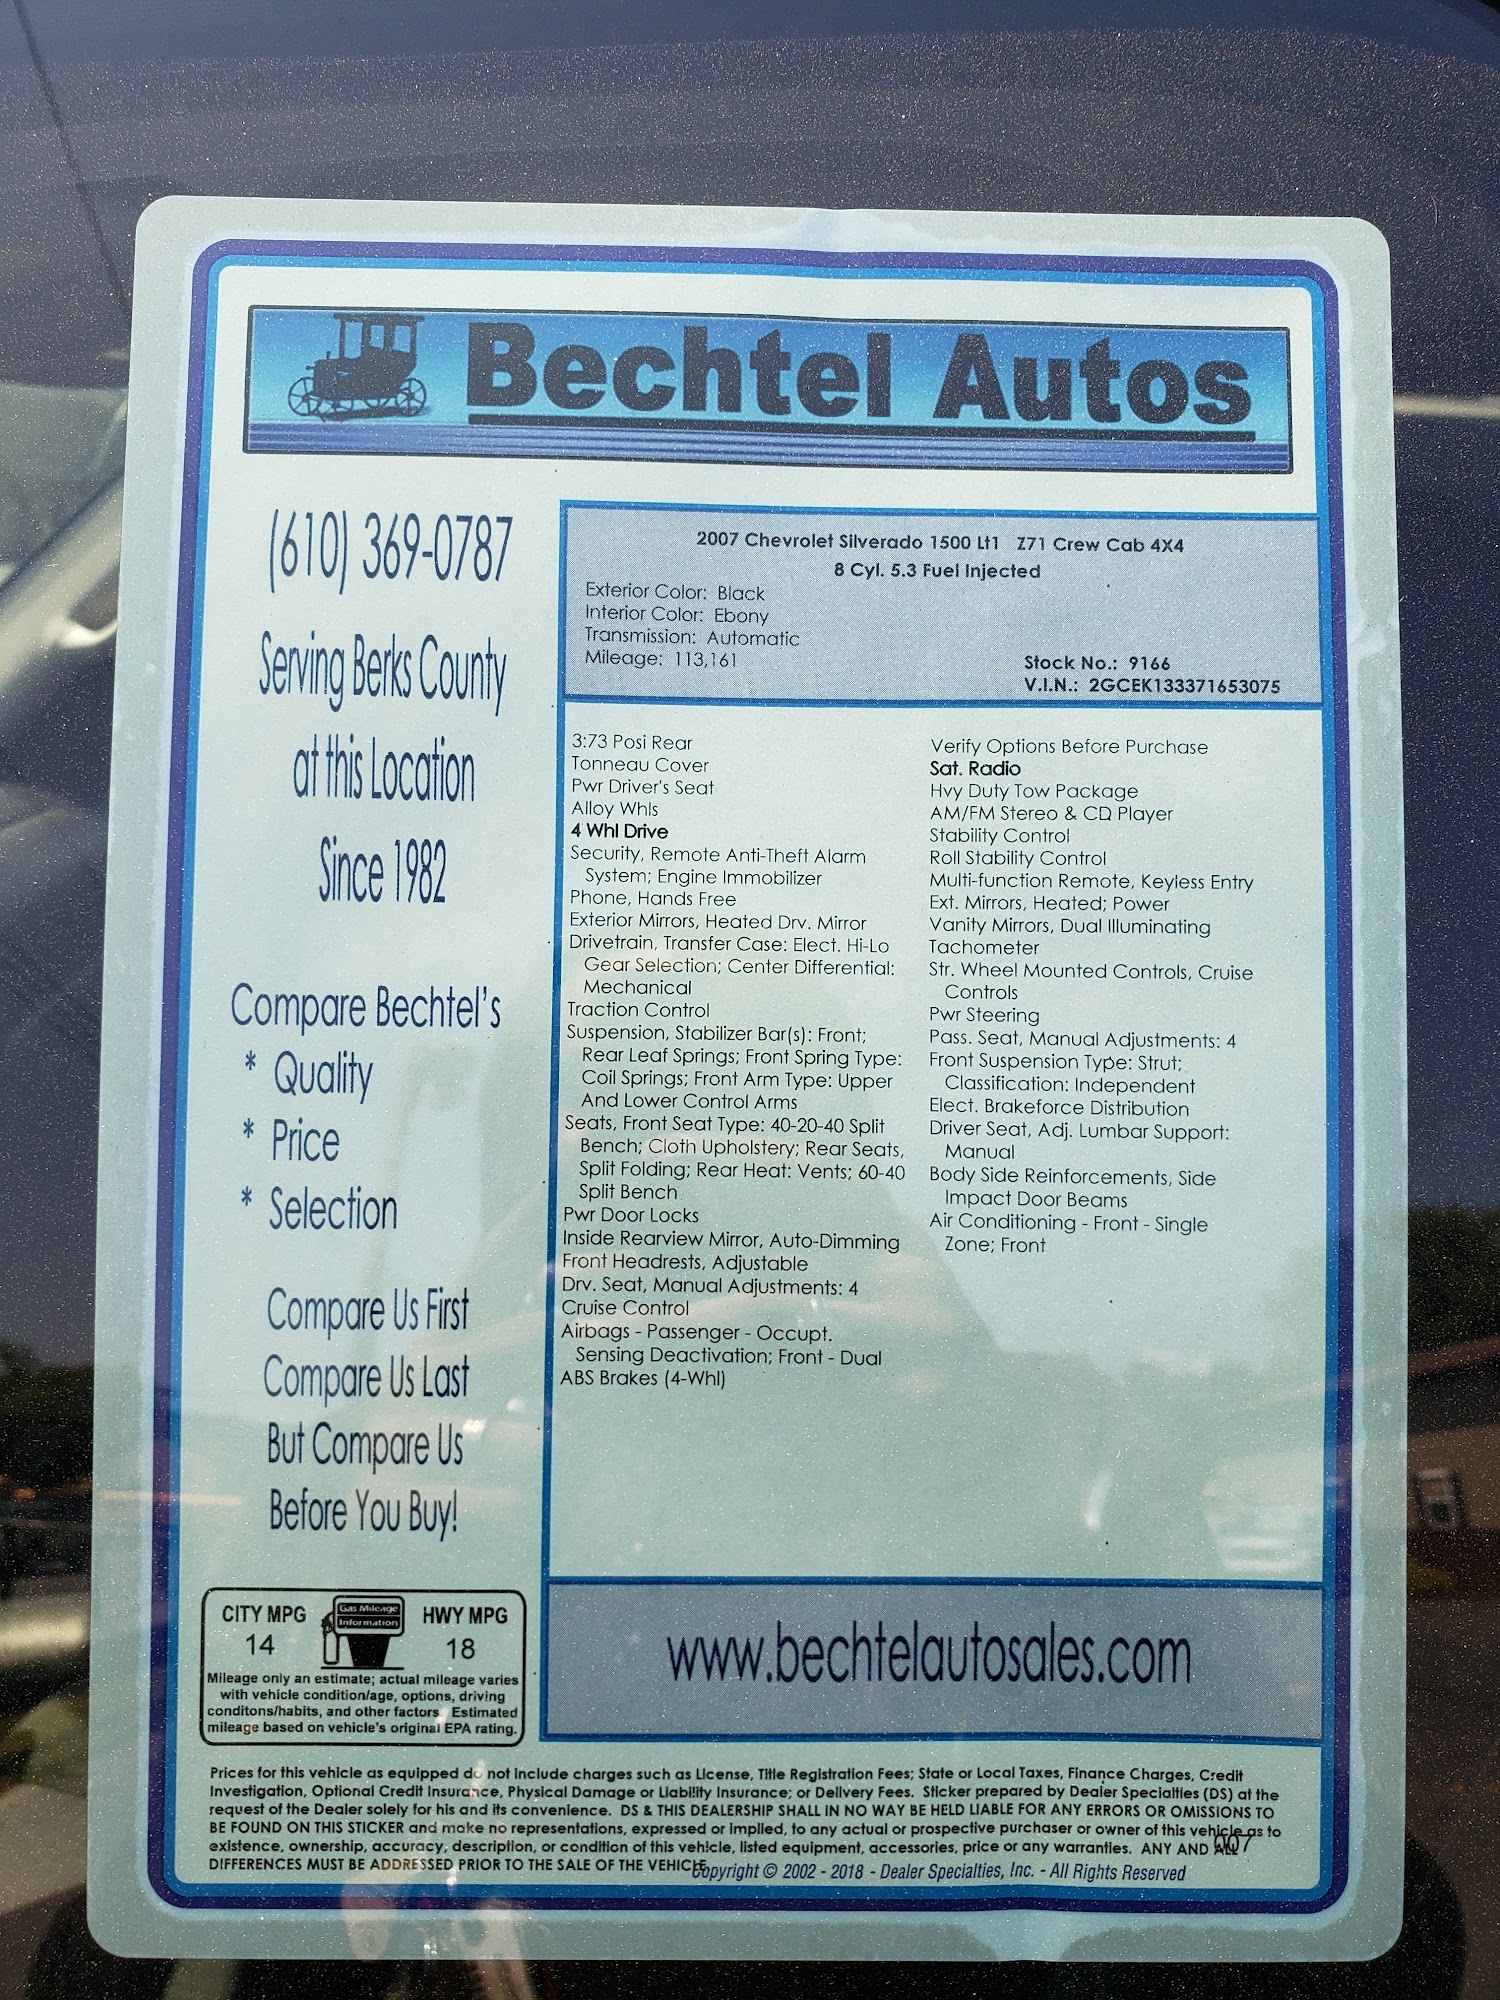 Bechtel Autos
(610) 369-0787
Serving Berks County
at this Location
Since 1982
Compare Bechtel's
* Quality
* Price
* Selection
Compare Us First
Compare Us Last
But Compare Us
Before You Buy!
2007 Chevrolet Silverado 1500 Lt1 Z71 Crew Cab 4X4
8 Cyl. 5.3 Fuel Injected
Exterior Color: Black
Interior Color: Ebony
Transmission: Automatic
Mileage: 113,161
Stock No.: 9166
V.I.N.: 2GCEK133371653075
3:73 Posi Rear
Tonneau Cover
Pwr Driver's Seat
Alloy Whls
4 Whl Drive
Security, Remote Anti-Theft Alarm
System; Engine Immobilizer
Phone, Hands Free
Exterior Mirrors, Heated Drv. Mirror
Drivetrain, Transfer Case: Elect. Hi-Lo
Gear Selection; Center Differential:
Mechanical
Traction Control
Suspension, Stabilizer Bar(s): Front;
Rear Leaf Springs; Front Spring Type:
Coil Springs; Front Arm Type: Upper
And Lower Control Arms
Seats, Front Seat Type: 40-20-40 Split
Bench; Cloth Upholstery; Rear Seats,
Split Folding; Rear Heat: Vents; 60-40
Split Bench
Pwr Door Locks
Inside Rearview Mirror, Auto-Dimming
Front Headrests, Adjustable
Drv. Seat, Manual Adjustments: 4
Cruise Control
Airbags - Passenger - Occupt.
Sensing Deactivation; Front - Dual
ABS Brakes (4-Whl)
Verify Options Before Purchase
Sat. Radio
Hvy Duty Tow Package
AM/FM Stereo & CD Player
Stability Control
Roll Stability Control
Multi-function Remote, Keyless Entry
Ext. Mirrors, Heated; Power
Vanity Mirrors, Dual Illuminating
Tachometer
Str. Wheel Mounted Controls, Cruise
Controls
Pwr Steering
Pass. Seat, Manual Adjustments: 4
Front Suspension Type: Strut;
Classification: Independent
Elect. Brakeforce Distribution
Driver Seat, Adj. Lumbar Support:
Manual
Body Side Reinforcements, Side
Impact Door Beams
Air Conditioning - Front - Single
Zone; Front
CITY MPG
14
Gas Mileage
Information
HWY MPG
18
Mileage only an estimate; actual mileage varies
with vehicle condition/age, options, driving
conditons/habits, and other factors. Estimated
mileage based on vehicle's original EPA rating.
www.bechtelautosales.com
Prices for this vehicle as equipped do not include charges such as License, Title Registration Fees; State or Local Taxes, Finance Charges, Credit
Investigation, Optional Credit Insurance, Physical Damage or Liability Insurance; or Delivery Fees. Sticker prepared by Dealer Specialties (DS) at the
request of the Dealer solely for his and its convenience. DS & THIS DEALERSHIP SHALL IN NO WAY BE HELD LIABLE FOR ANY ERRORS OR OMISSIONS TO
BE FOUND ON THIS STICKER and make no representations, expressed or implied, to any actual or prospective purchaser or owner of this vehicle as to
existence, ownership, accuracy, description, or condition of this vehicle, listed equipment, accessories, price or any warranties. ANY AND ALL
007
DIFFERENCES MUST BE ADDRESSED PRIOR TO THE SALE OF THE VEHICLE.
Copyright © 2002 - 2018 - Dealer Specialties, Inc. - All Rights Reserved